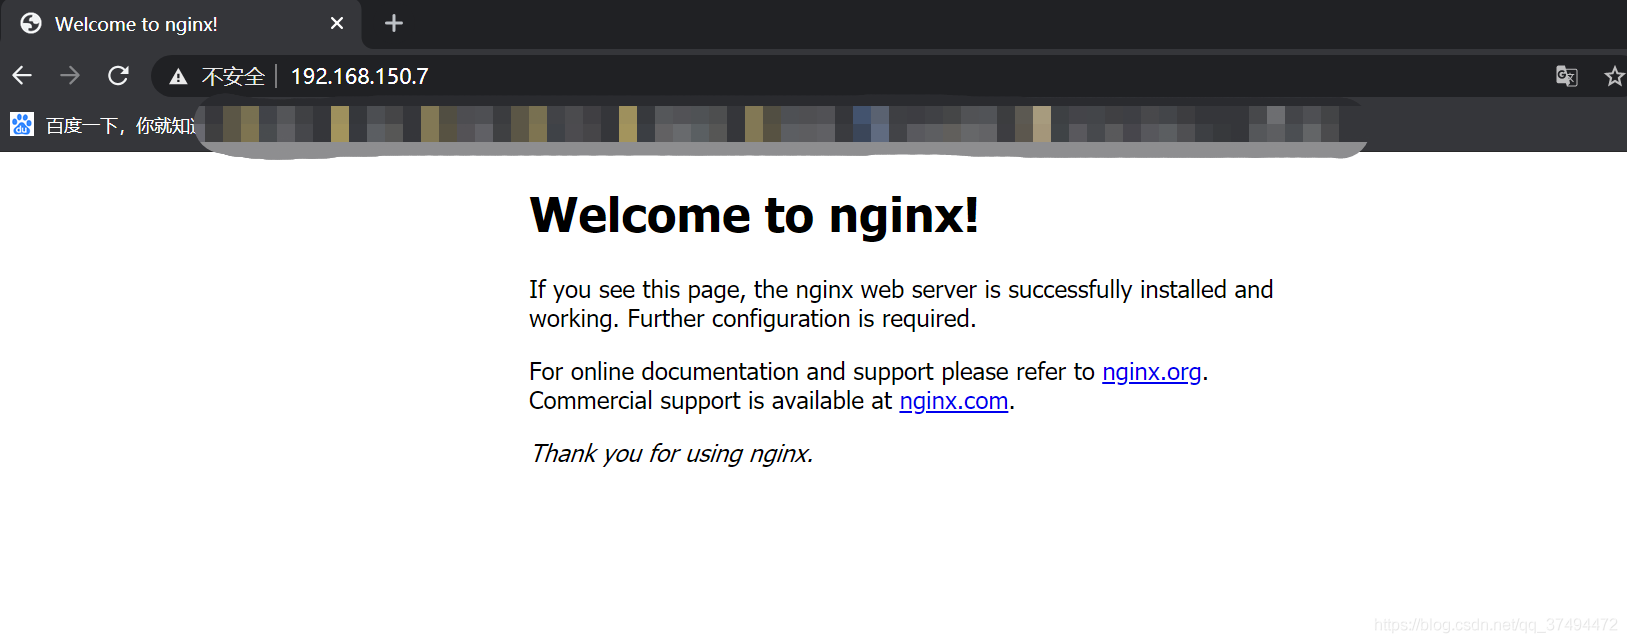 Welcome to nginx!
不安全 192.168.150.7
du 百度一下，你就知
Welcome to nginx!
If you see this page, the nginx web server is successfully installed and
working. Further configuration is required.
For online documentation and support please refer to nginx.org.
Commercial support is available at nginx.com.
Thank you for using nginx.
https://blog.csdn.net/qq_37494472